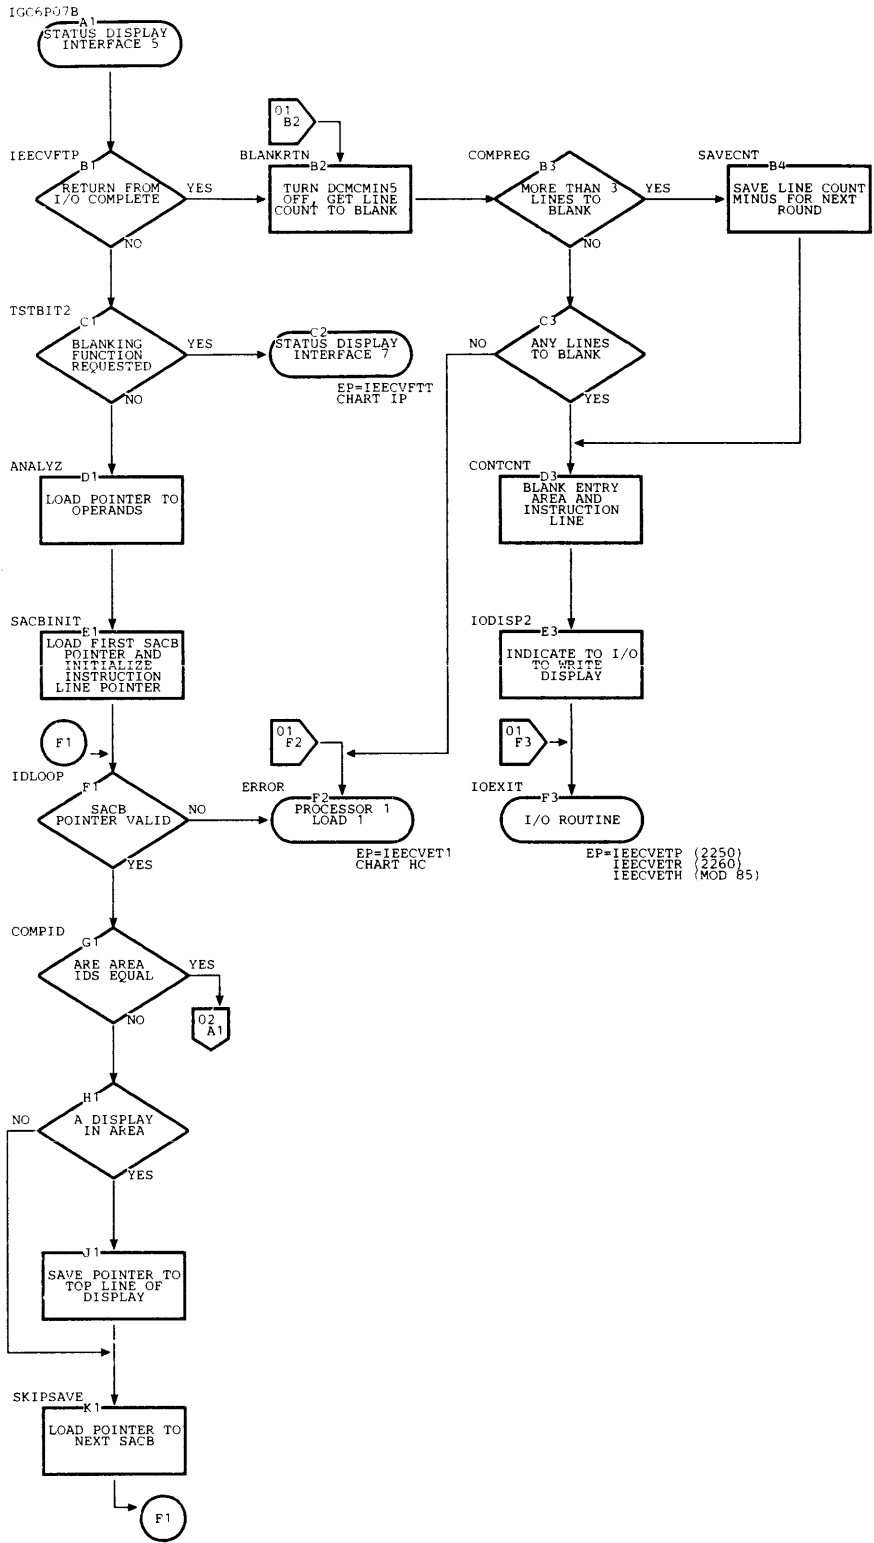 IGC6P07B
A1
STATUS DISPLAY
INTERFACE 5
01
B2
IEECVFTP
B1
RETURN FROM
I/O COMPLETE
YES
NO
BLANKRTN
B2
TURN DCMCMIN5
OFF, GET LINE
COUNT TO BLANK
COMPREG
B3
MORE THAN 3
LINES TO
BLANK
YES
NO
SAVECNT
B4
SAVE LINE COUNT
MINUS FOR NEXT
ROUND
TSTBIT2
C1
BLANKING
FUNCTION
REQUESTED
YES
NO
C2
STATUS DISPLAY
INTERFACE 7
EP=IEECVFTT
CHART IP
C3
ANY LINES
TO BLANK
NO
YES
ANALYZ
D1
LOAD POINTER TO
OPERANDS
CONTCNT
D3
BLANK ENTRY
AREA AND
INSTRUCTION
LINE
SACBINIT
E1
LOAD FIRST SACB
POINTER AND
INITIALIZE
INSTRUCTION
LINE POINTER
IODISP2
E3
INDICATE TO I/O
TO WRITE
DISPLAY
F1
01
F2
01
F3
IDLOOP
F1
SACB
POINTER VALID
NO
YES
ERROR
F2
PROCESSOR 1
LOAD 1
EP=IEECVET1
CHART HC
IOEXIT
F3
I/O ROUTINE
EP=IEECVETP (2250)
IEECVETR (2260)
IEECVETH (MOD 85)
COMPID
G1
ARE AREA
IDS EQUAL
YES
NO
02
A1
H1
A DISPLAY
IN AREA
NO
YES
J1
SAVE POINTER TO
TOP LINE OF
DISPLAY
SKIPSAVE
K1
LOAD POINTER TO
NEXT SACB
F1